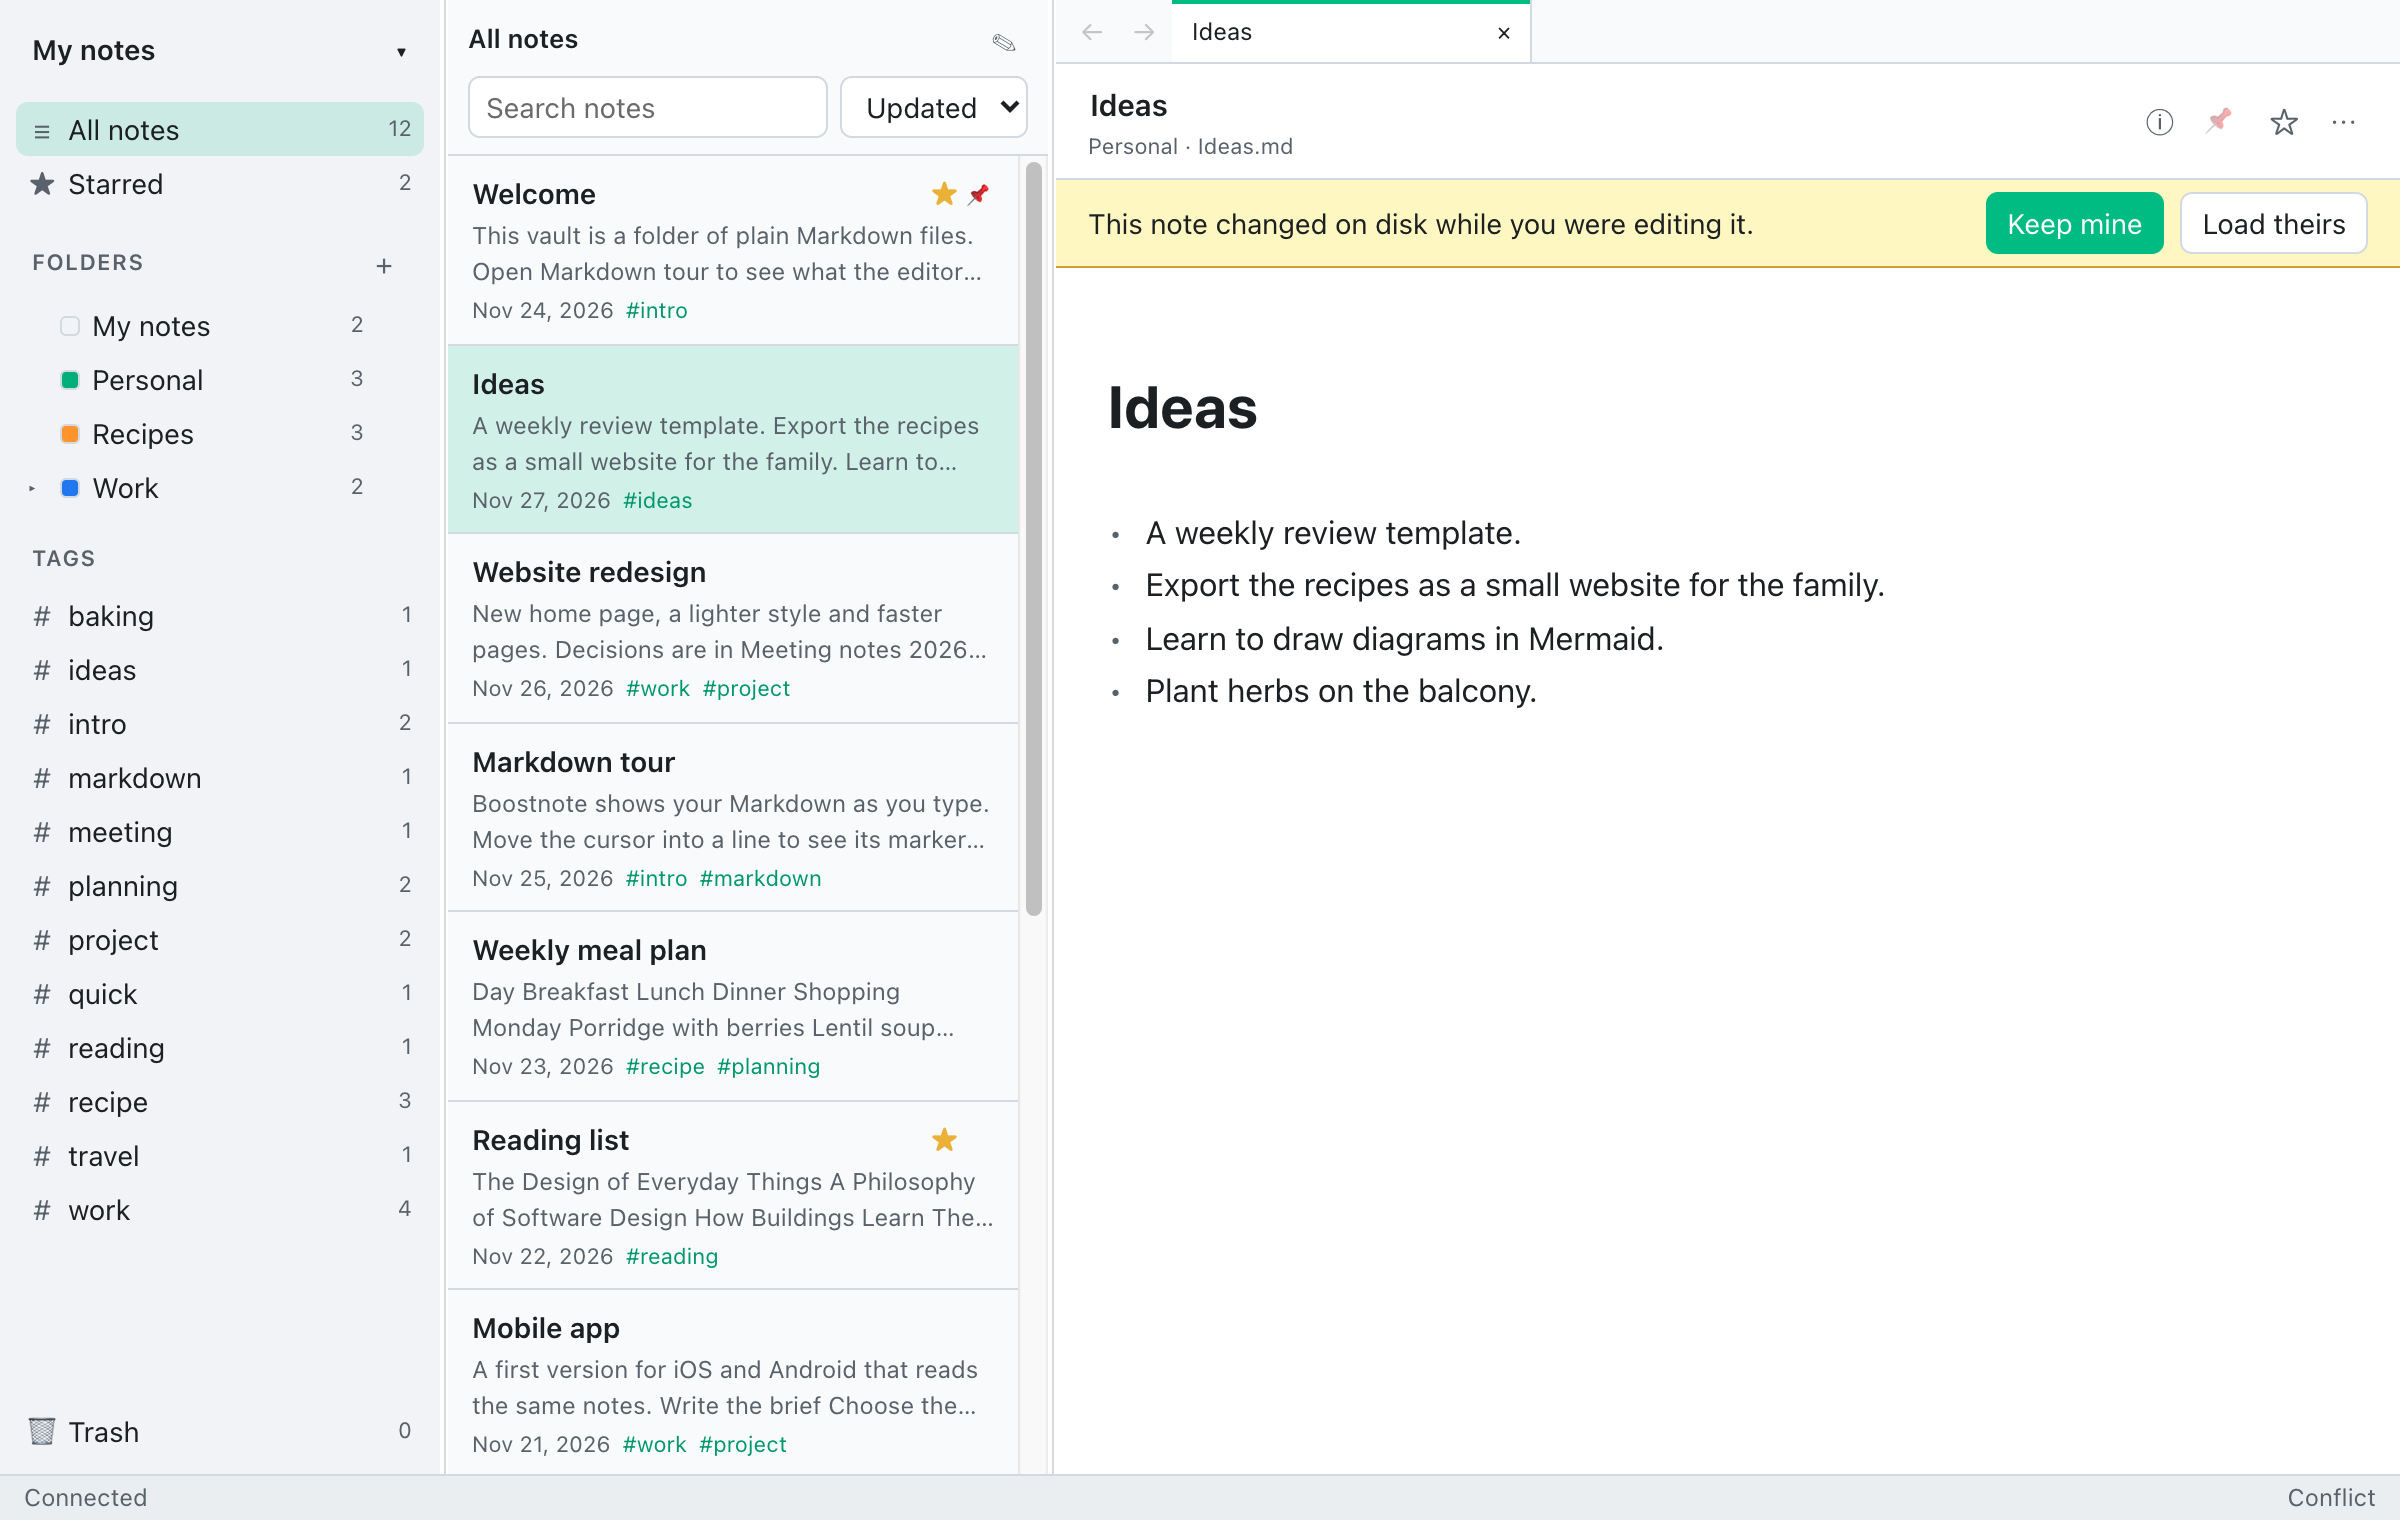 My notes
All notes 12
Starred 2
FOLDERS
My notes 2
Personal 3
Recipes 3
Work 2
TAGS
# baking 1
# ideas 1
# intro 2
# markdown 1
# meeting 1
# planning 2
# project 2
# quick 1
# reading 1
# recipe 3
# travel 1
# work 4
Trash 0
All notes
Search notes
Updated
Welcome
This vault is a folder of plain Markdown files.
Open Markdown tour to see what the editor...
Nov 24, 2026 #intro
Ideas
A weekly review template. Export the recipes
as a small website for the family. Learn to...
Nov 27, 2026 #ideas
Website redesign
New home page, a lighter style and faster
pages. Decisions are in Meeting notes 2026...
Nov 26, 2026 #work #project
Markdown tour
Boostnote shows your Markdown as you type.
Move the cursor into a line to see its marker...
Nov 25, 2026 #intro #markdown
Weekly meal plan
Day Breakfast Lunch Dinner Shopping
Monday Porridge with berries Lentil soup...
Nov 23, 2026 #recipe #planning
Reading list
The Design of Everyday Things A Philosophy
of Software Design How Buildings Learn The...
Nov 22, 2026 #reading
Mobile app
A first version for iOS and Android that reads
the same notes. Write the brief Choose the...
Nov 21, 2026 #work #project
Ideas
Ideas
Personal · Ideas.md
This note changed on disk while you were editing it.
Keep mine
Load theirs
Ideas
• A weekly review template.
• Export the recipes as a small website for the family.
• Learn to draw diagrams in Mermaid.
• Plant herbs on the balcony.
Connected
Conflict